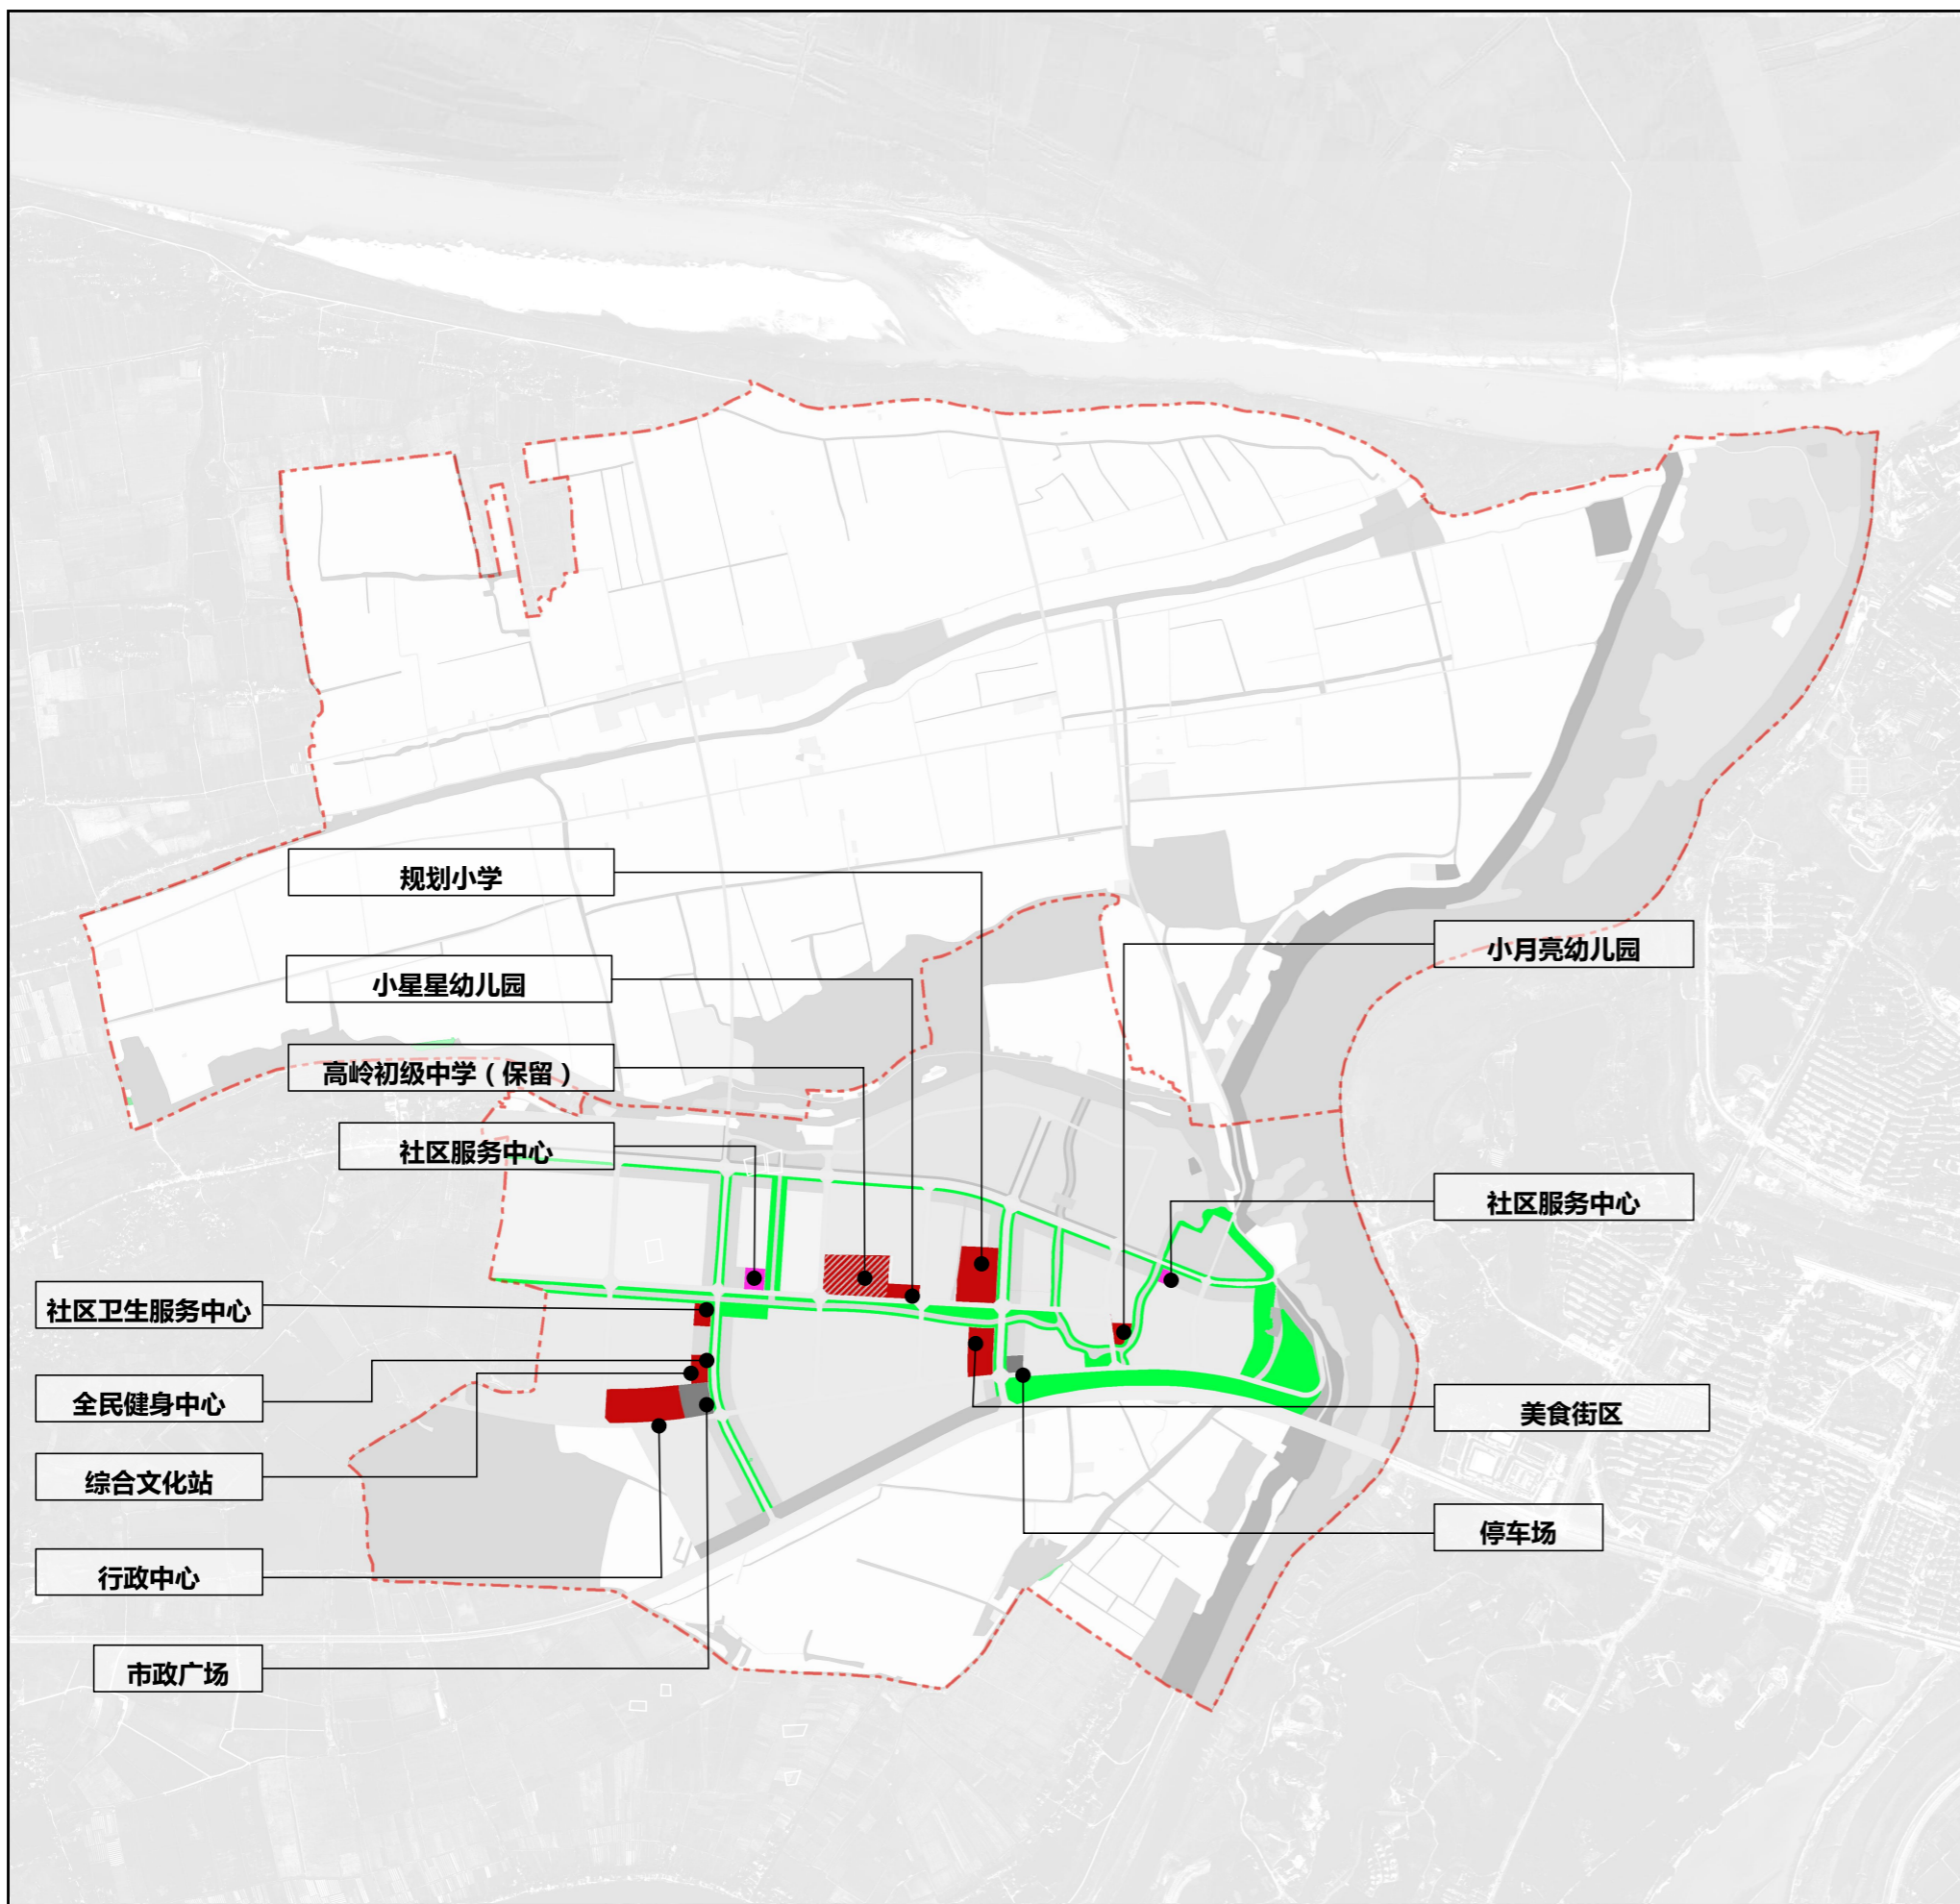 规划小学
小月亮幼儿园
小星星幼儿园
高岭初级中学（保留）
社区服务中心
社区服务中心
社区卫生服务中心
全民健身中心
美食街区
综合文化站
停车场
行政中心
市政广场